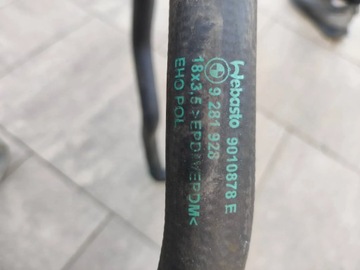 Webasto 9010878 E
9 281 928
18x3,5 >EPDM/EPDM<
EHO POL